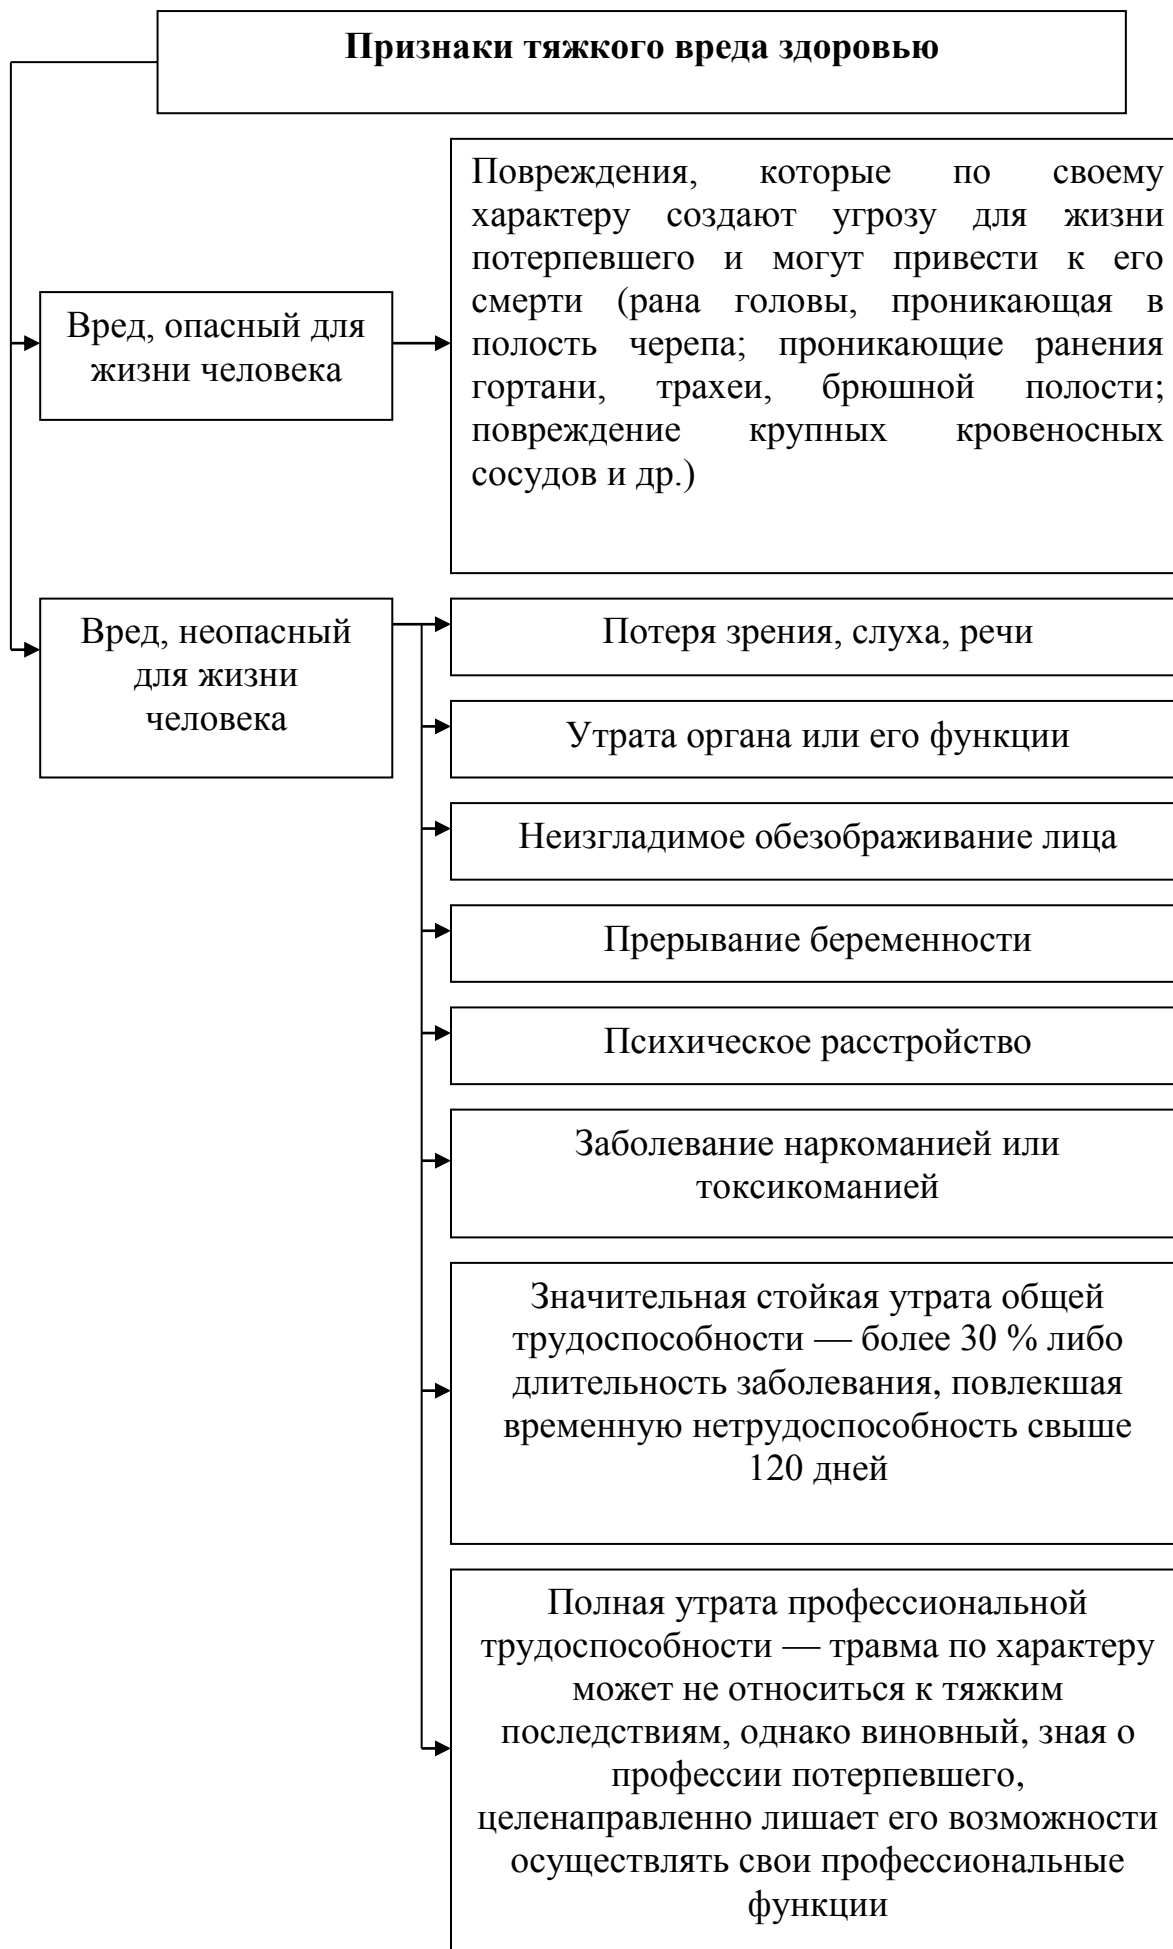 Признаки тяжкого вреда здоровью
Вред, опасный для
жизни человека
Повреждения, которые по своему
характеру создают угрозу для жизни
потерпевшего и могут привести к его
смерти (рана головы, проникающая в
полость черепа; проникающие ранения
гортани, трахеи, брюшной полости;
повреждение крупных кровеносных
сосудов и др.)
Вред, неопасный
для жизни
человека
Потеря зрения, слуха, речи
Утрата органа или его функции
Неизгладимое обезображивание лица
Прерывание беременности
Психическое расстройство
Заболевание наркоманией или
токсикоманией
Значительная стойкая утрата общей
трудоспособности — более 30 % либо
длительность заболевания, повлекшая
временную нетрудоспособность свыше
120 дней
Полная утрата профессиональной
трудоспособности — травма по характеру
может не относиться к тяжким
последствиям, однако виновный, зная о
профессии потерпевшего,
целенаправленно лишает его возможности
осуществлять свои профессиональные
функции